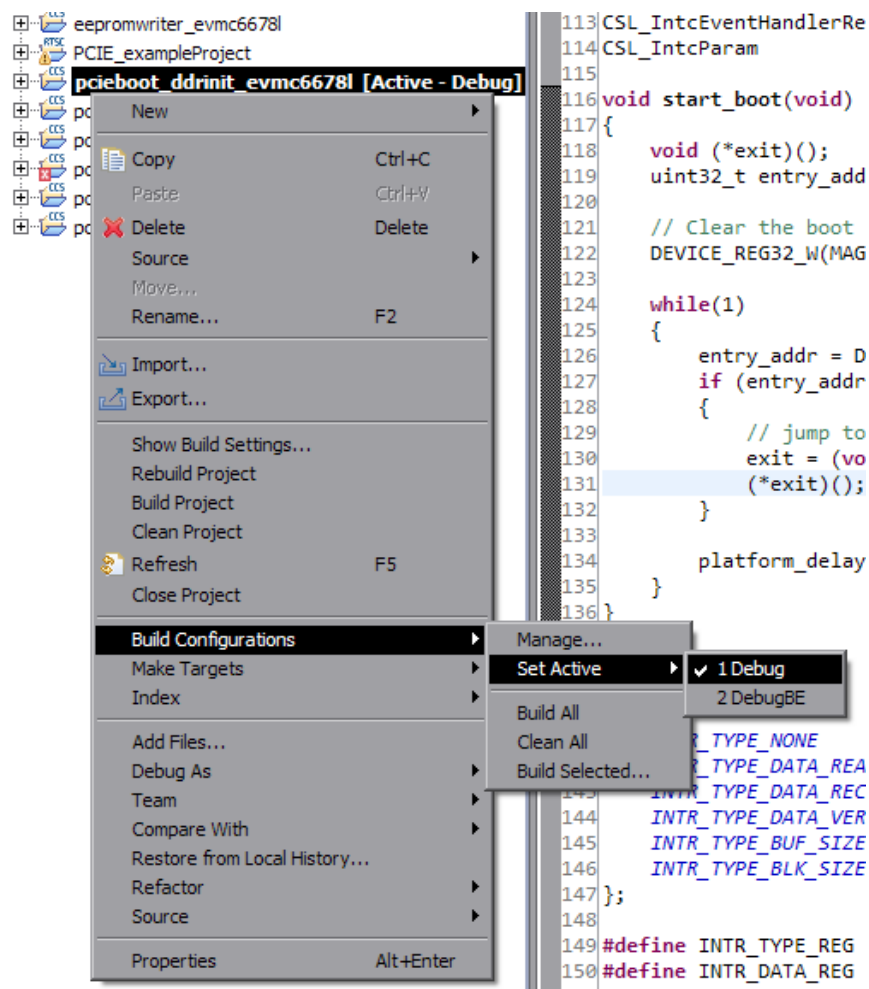 eepromwriter_evmc6678l
PCIE_exampleProject
pcieboot_ddrinit_evmc6678l [Active - Debug]
New
Copy Ctrl+C
Paste Ctrl+V
Delete Delete
Source
Move...
Rename... F2
Import...
Export...
Show Build Settings...
Rebuild Project
Build Project
Clean Project
Refresh F5
Close Project
Build Configurations
Make Targets
Index
Add Files...
Debug As
Team
Compare With
Restore from Local History...
Refactor
Source
Properties Alt+Enter
Manage...
Set Active
Build All
Clean All
Build Selected...
1 Debug
2 DebugBE
113 CSL_IntcEventHandlerRe
114 CSL_IntcParam
115
116 void start_boot(void)
117 {
118 void (*exit)();
119 uint32_t entry_add
120
121 // Clear the boot
122 DEVICE_REG32_W(MAG
123
124 while(1)
125 {
126 entry_addr = D
127 if (entry_addr
128 {
129 // jump to
130 exit = (vo
131 (*exit)();
132 }
133
134 platform_delay
135 }
136 }
_TYPE_NONE
_TYPE_DATA_REA
INTR_TYPE_DATA_REC
144 INTR_TYPE_DATA_VER
145 INTR_TYPE_BUF_SIZE
146 INTR_TYPE_BLK_SIZE
147 };
148
149 #define INTR_TYPE_REG
150 #define INTR_DATA_REG